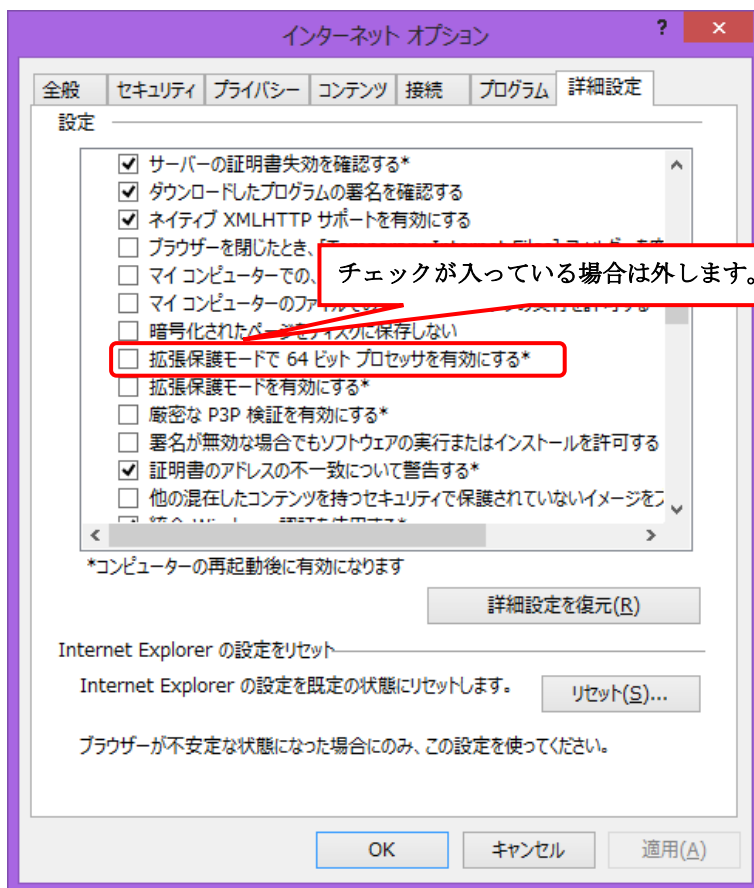 インターネット オプション
?
×
全般 セキュリティ プライバシー コンテンツ 接続 プログラム 詳細設定
設定
サーバーの証明書失効を確認する*
ダウンロードしたプログラムの署名を確認する
ネイティブ XMLHTTP サポートを有効にする
ブラウザーを閉じたとき、
マイ コンピューターでの、
チェックが入っている場合は外します。
マイ コンピューターのファイルでの
暗号化されたページをディスクに保存しない
拡張保護モードで 64 ビット プロセッサを有効にする*
拡張保護モードを有効にする*
厳密な P3P 検証を有効にする*
署名が無効な場合でもソフトウェアの実行またはインストールを許可する
証明書のアドレスの不一致について警告する*
他の混在したコンテンツを持つセキュリティで保護されていないイメージをブ
*コンピューターの再起動後に有効になります
詳細設定を復元(R)
Internet Explorer の設定をリセット
Internet Explorer の設定を既定の状態にリセットします。
リセット(S)...
ブラウザーが不安定な状態になった場合にのみ、この設定を使ってください。
OK
キャンセル
適用(A)